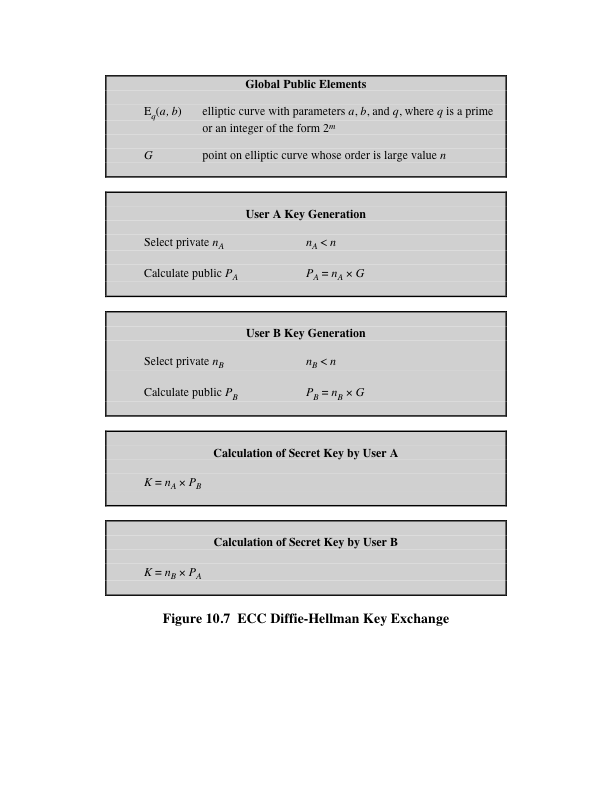 Global Public Elements
E_q(a, b) elliptic curve with parameters a, b, and q, where q is a prime
or an integer of the form 2^m
G point on elliptic curve whose order is large value n
User A Key Generation
Select private n_A n_A < n
Calculate public P_A P_A = n_A × G
User B Key Generation
Select private n_B n_B < n
Calculate public P_B P_B = n_B × G
Calculation of Secret Key by User A
K = n_A × P_B
Calculation of Secret Key by User B
K = n_B × P_A
Figure 10.7 ECC Diffie-Hellman Key Exchange